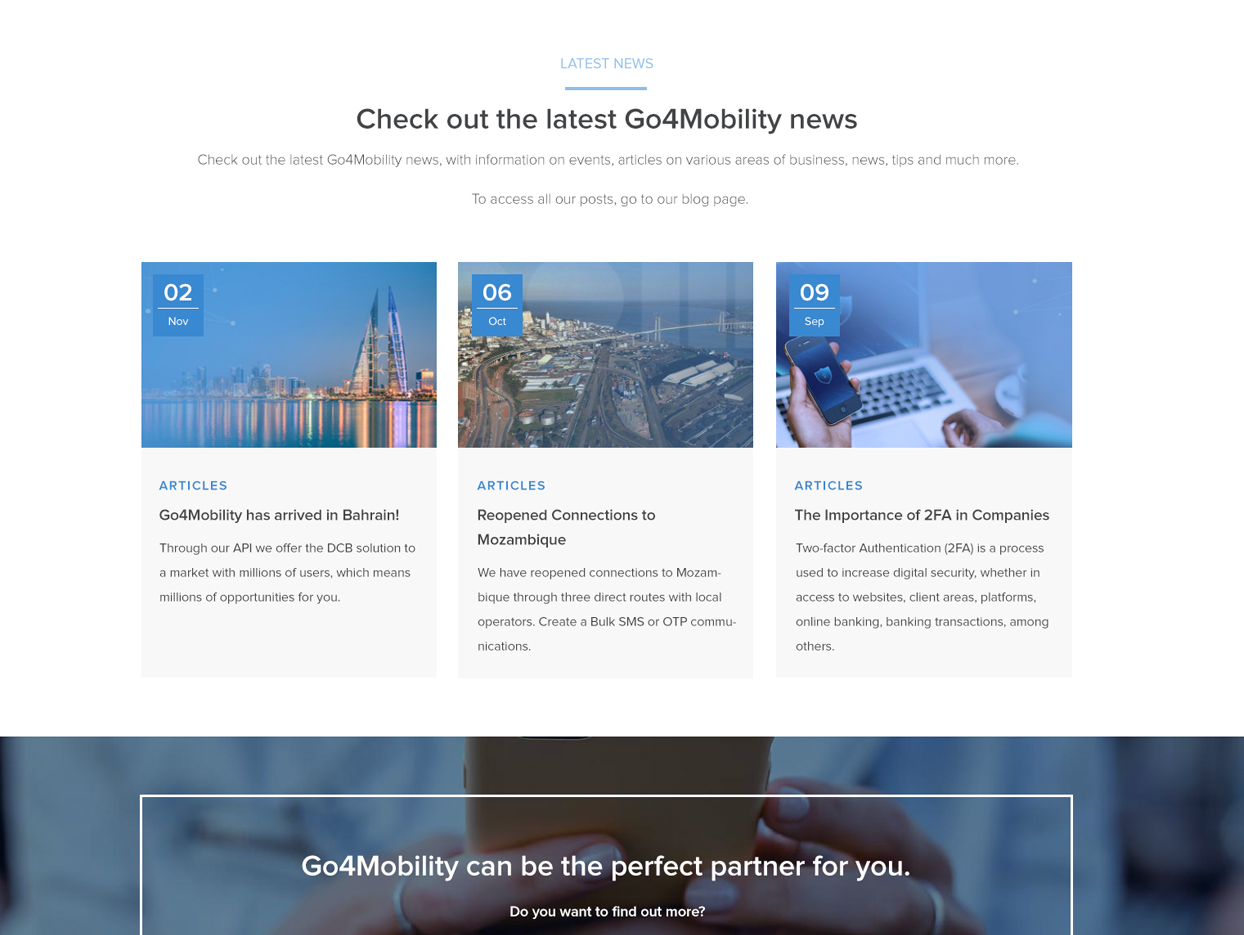 LATEST NEWS
Check out the latest Go4Mobility news
Check out the latest Go4Mobility news, with information on events, articles on various areas of business, news, tips and much more.
To access all our posts, go to our blog page.
02
Nov
ARTICLES
Go4Mobility has arrived in Bahrain!
Through our API we offer the DCB solution to
a market with millions of users, which means
millions of opportunities for you.
06
Oct
ARTICLES
Reopened Connections to
Mozambique
We have reopened connections to Mozam-
bique through three direct routes with local
operators. Create a Bulk SMS or OTP commu-
nications.
09
Sep
ARTICLES
The Importance of 2FA in Companies
Two-factor Authentication (2FA) is a process
used to increase digital security, whether in
access to websites, client areas, platforms,
online banking, banking transactions, among
others.
Go4Mobility can be the perfect partner for you.
Do you want to find out more?